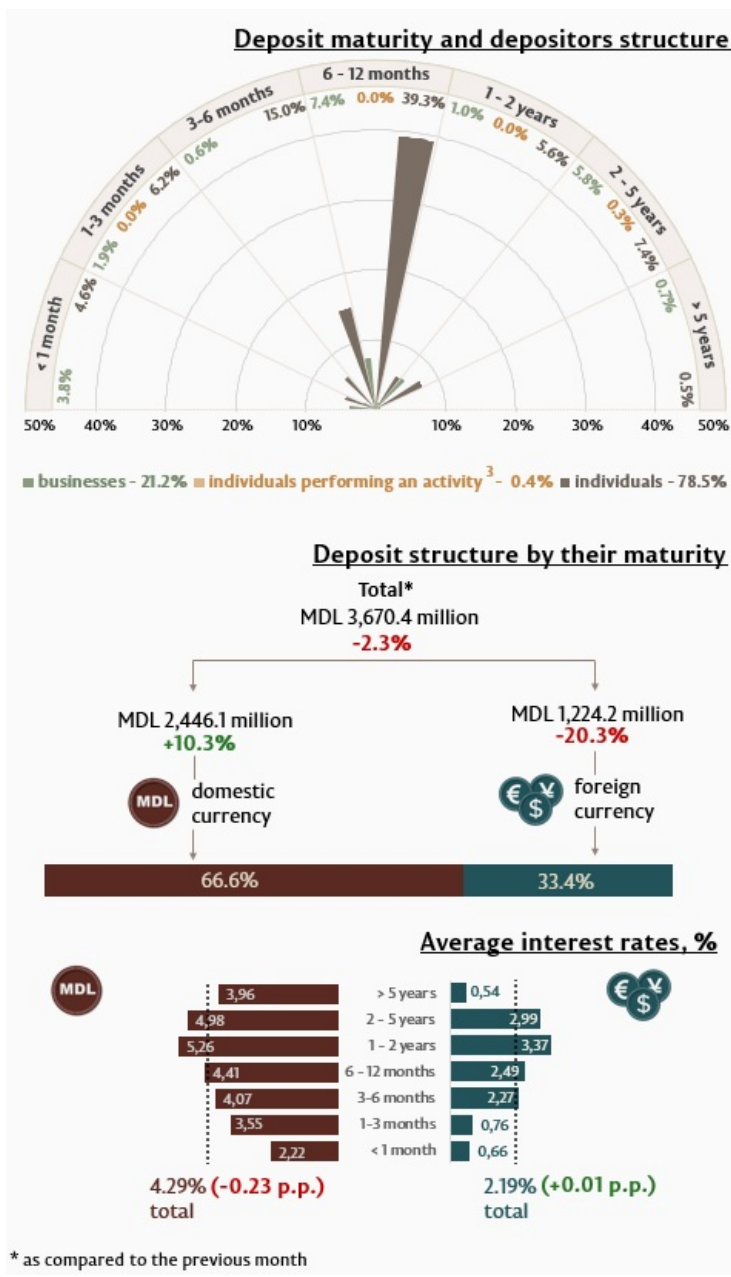 Deposit maturity and depositors structure
< 1 month
1-3 months
3-6 months
6 - 12 months
1 - 2 years
2 - 5 years
> 5 years
3.8%
4.6%
1.9%
0.0%
6.2%
0.6%
15.0%
7.4%
0.0%
39.3%
1.0%
0.0%
5.6%
5.8%
0.3%
7.4%
0.7%
0.5%
50% 40% 30% 20% 10% 10% 20% 30% 40% 50%
businesses - 21.2% individuals performing an activity 3 - 0.4% individuals - 78.5%
Deposit structure by their maturity
Total*
MDL 3,670.4 million
-2.3%
MDL 2,446.1 million
+10.3%
MDL
domestic
currency
MDL 1,224.2 million
-20.3%
€ ¥ $
foreign
currency
66.6% 33.4%
Average interest rates, %
MDL
€ ¥ $
3,96 > 5 years 0,54
4,98 2 - 5 years 2,99
5,26 1 - 2 years 3,37
4,41 6 - 12 months 2,49
4,07 3-6 months 2,27
3,55 1-3 months 0,76
2,22 < 1 month 0,66
4.29% (-0.23 p.p.)
total
2.19% (+0.01 p.p.)
total
* as compared to the previous month